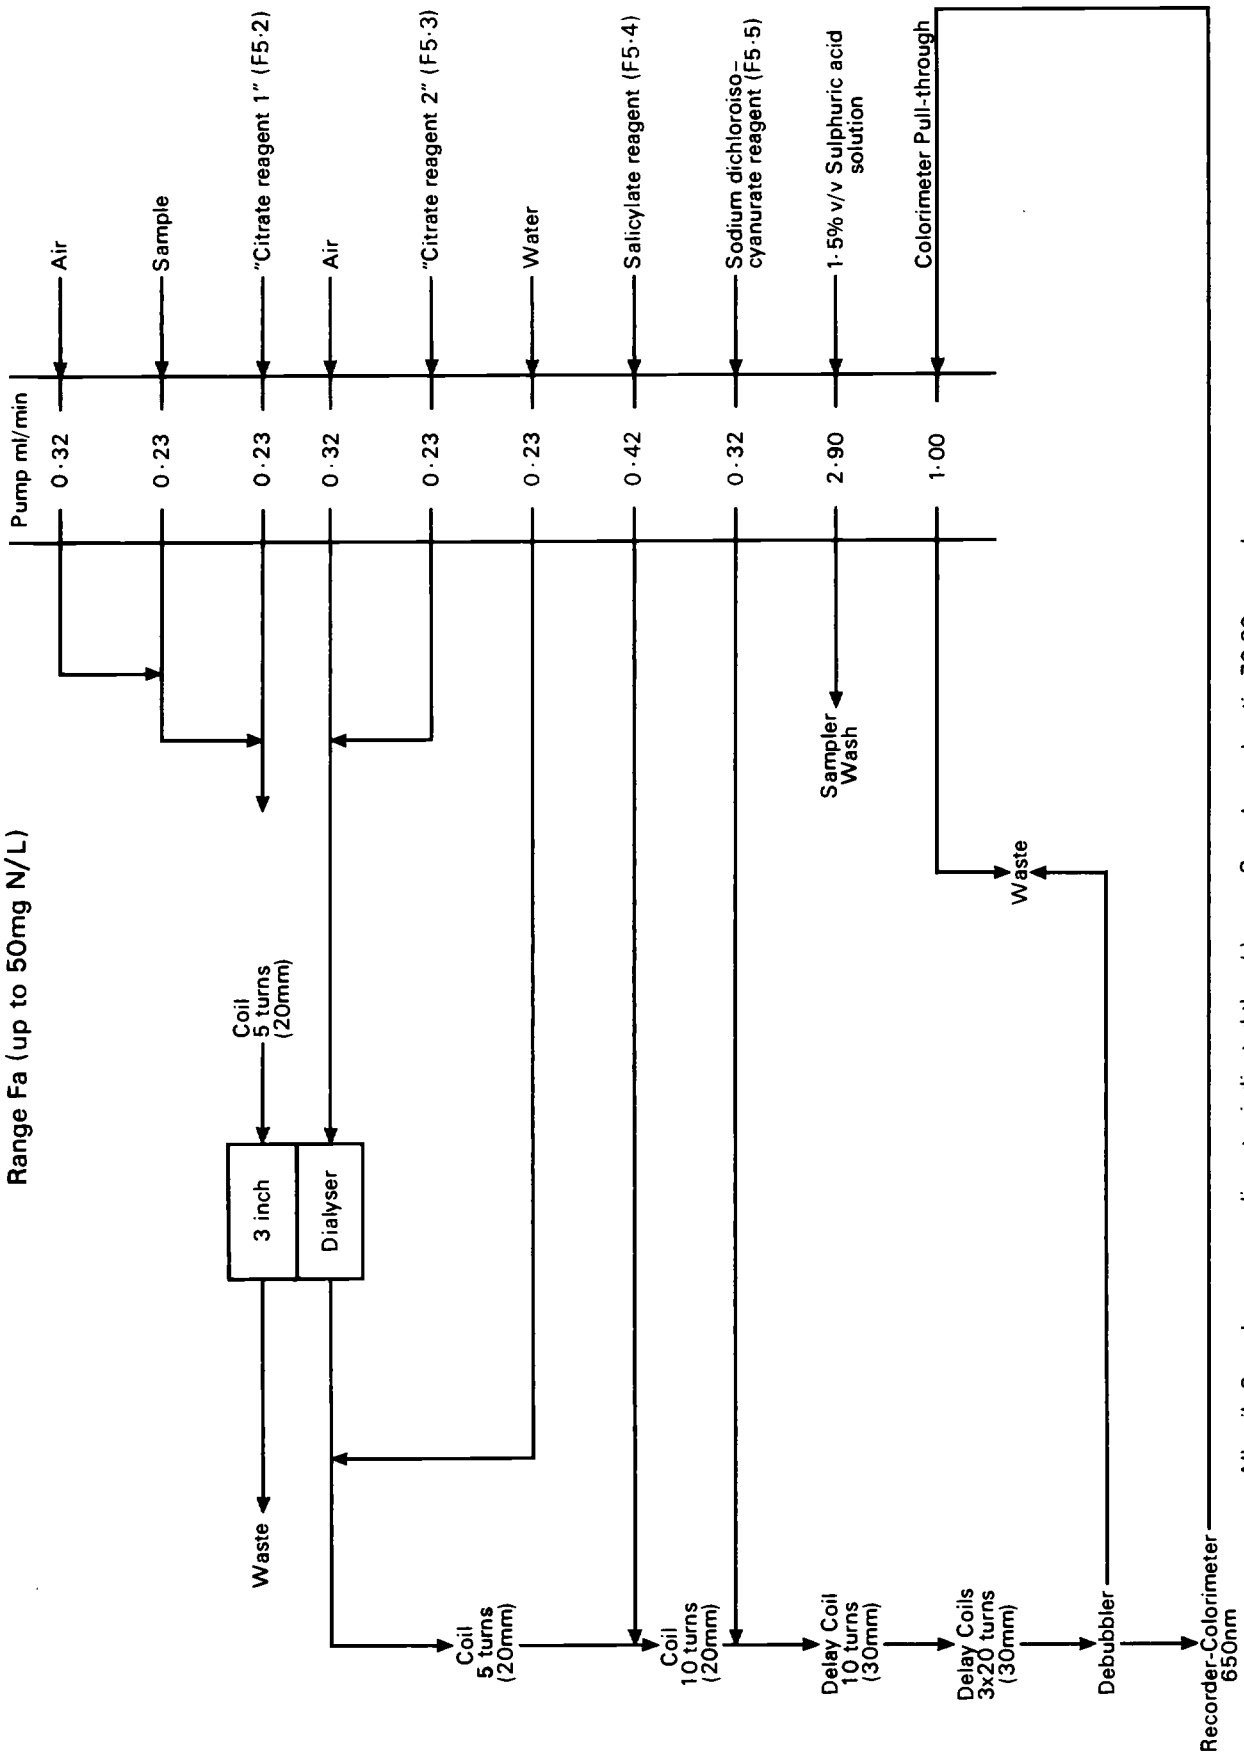 Range Fa (up to 50mg N/L)
Pump ml/min
0·32
Air
0·23
Sample
0·23
"Citrate reagent 1" (F5·2)
0·32
Air
0·23
"Citrate reagent 2" (F5·3)
0·23
Water
0·42
Salicylate reagent (F5·4)
0·32
Sodium dichloroiso-
cyanurate reagent (F5·5)
2·90
1·5% v/v Sulphuric acid
solution
1·00
Colorimeter Pull-through
Coil
5 turns
(20mm)
3 inch
Dialyser
Waste
Sampler
Wash
Waste
Coil
5 turns
(20mm)
Coil
10 turns
(20mm)
Delay Coil
10 turns
(30mm)
Delay Coils
3x20 turns
(30mm)
Debubbler
Recorder-Colorimeter
650nm